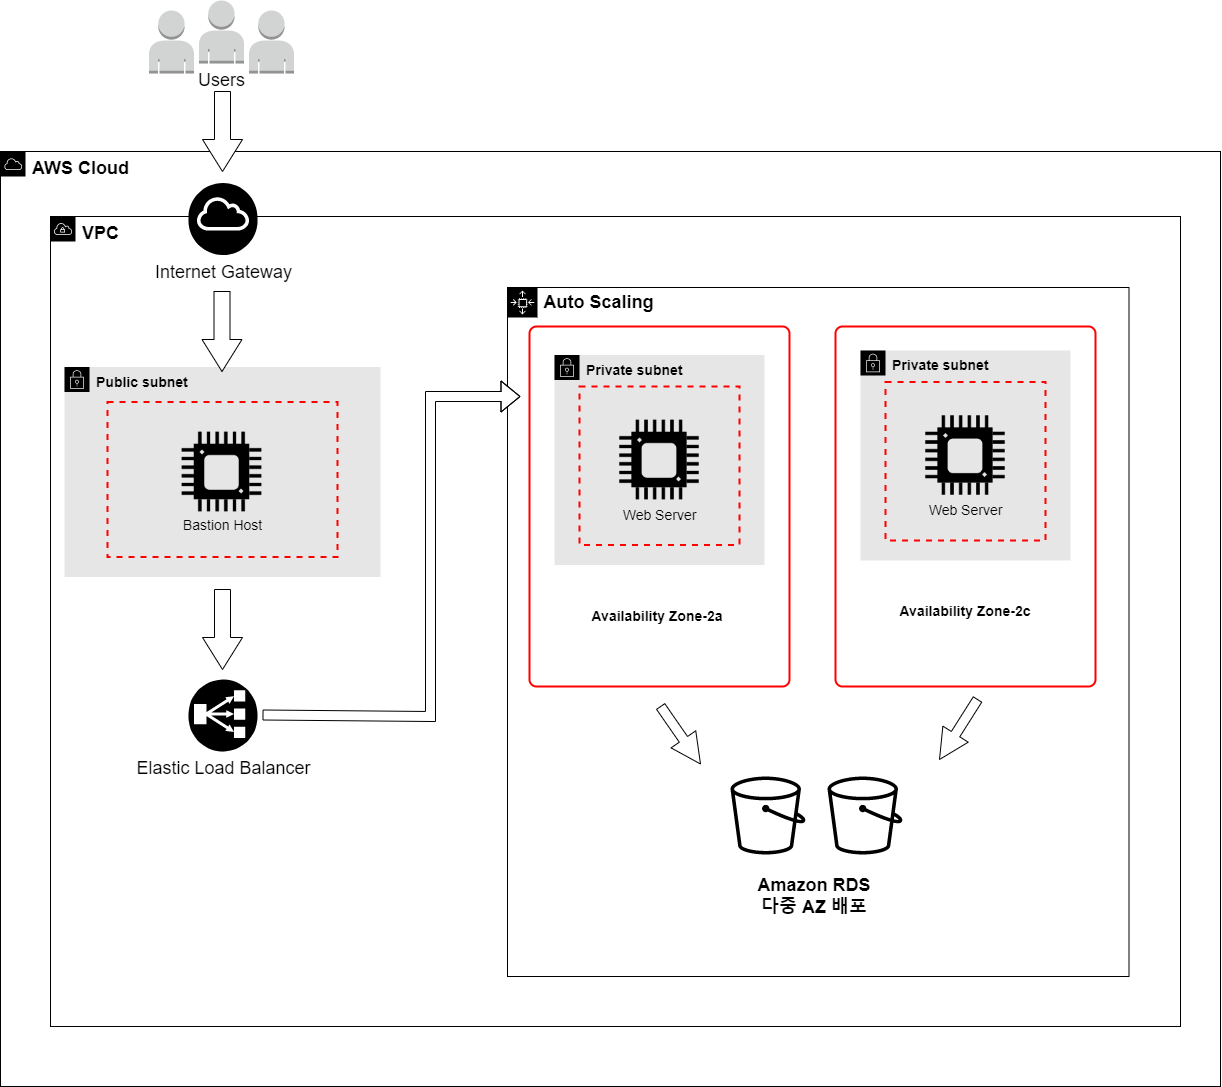 Users
AWS Cloud
VPC
Internet Gateway
Auto Scaling
Public subnet
Bastion Host
Private subnet
Web Server
Availability Zone-2a
Private subnet
Web Server
Availability Zone-2c
Elastic Load Balancer
Amazon RDS
다중 AZ 배포